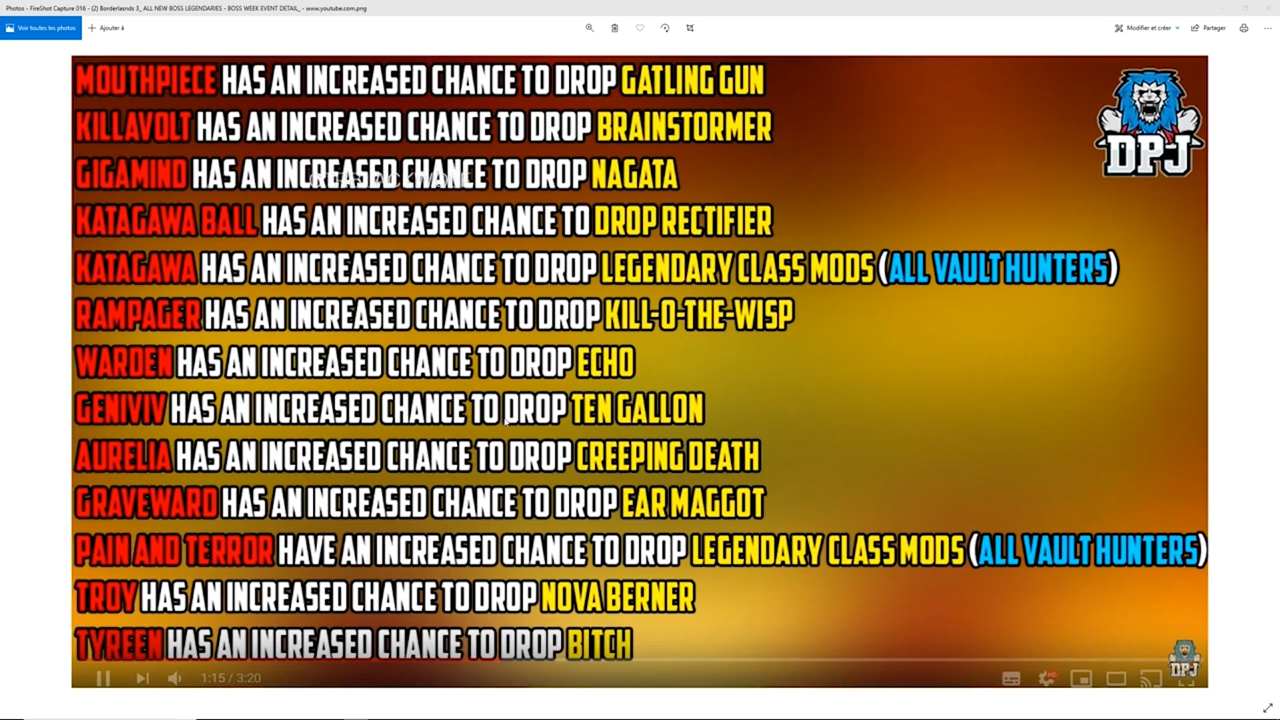 Photos - FireShot Capture 016 - (2) Borderlasnds 3_ ALL NEW BOSS LEGENDARIES - BOSS WEEK EVENT DETAIL_ - www.youtube.com.png
Voir toutes les photos
Ajouter à
Modifier et créer
Partager
MOUTHPIECE HAS AN INCREASED CHANCE TO DROP GATLING GUN
DPJ
KILLAVOLT HAS AN INCREASED CHANCE TO DROP BRAINSTORMER
GIGAMIND HAS AN INCREASED CHANCE TO DROP NAGATA
KATAGAWA BALL HAS AN INCREASED CHANCE TO DROP RECTIFIER
KATAGAWA HAS AN INCREASED CHANCE TO DROP LEGENDARY CLASS MODS (ALL VAULT HUNTERS)
RAMPAGER HAS AN INCREASED CHANCE TO DROP KILL-O-THE-WISP
WARDEN HAS AN INCREASED CHANCE TO DROP ECHO
GENIVIV HAS AN INCREASED CHANCE TO DROP TEN GALLON
AURELIA HAS AN INCREASED CHANCE TO DROP CREEPING DEATH
GRAVEWARD HAS AN INCREASED CHANCE TO DROP EAR MAGGOT
PAIN AND TERROR HAVE AN INCREASED CHANCE TO DROP LEGENDARY CLASS MODS (ALL VAULT HUNTERS)
TROY HAS AN INCREASED CHANCE TO DROP NOVA BERNER
TYREEN HAS AN INCREASED CHANCE TO DROP BITCH
DPJ
1:15 / 3:20
HD